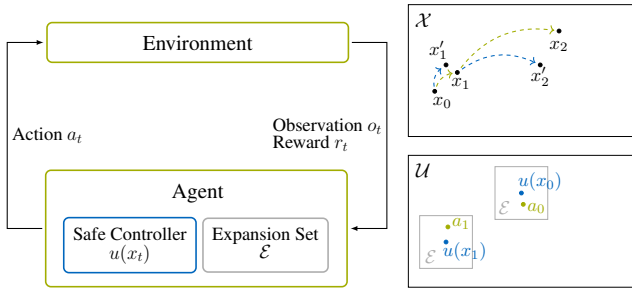 Environment
Action a_t
Observation o_t
Reward r_t
Agent
Safe Controller
u(x_t)
Expansion Set
ℰ
𝒳
x_0
x′_1
x_1
x_2
x′_2
𝒰
u(x_0)
ℰ
a_0
a_1
ℰ
u(x_1)